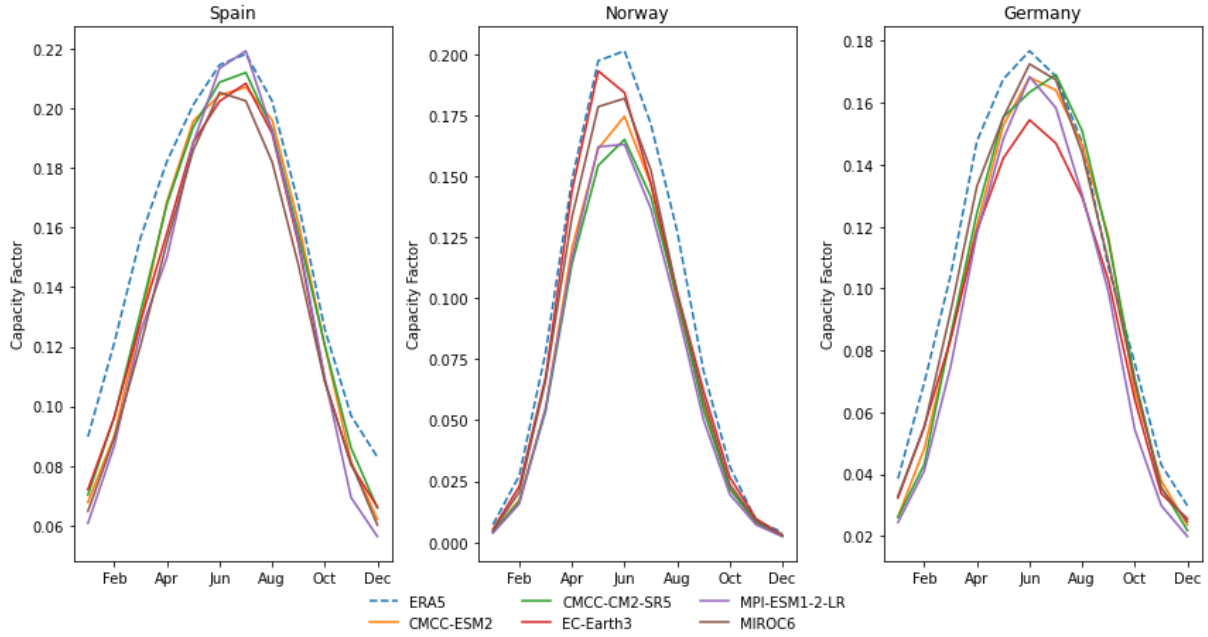 Spain
Norway
Germany
Capacity Factor
0.22
0.20
0.18
0.16
0.14
0.12
0.10
0.08
0.06
Feb Apr Jun Aug Oct Dec
Capacity Factor
0.200
0.175
0.150
0.125
0.100
0.075
0.050
0.025
0.000
Feb Apr Jun Aug Oct Dec
Capacity Factor
0.18
0.16
0.14
0.12
0.10
0.08
0.06
0.04
0.02
Feb Apr Jun Aug Oct Dec
ERA5 CMCC-CM2-SR5 MPI-ESM1-2-LR
CMCC-ESM2 EC-Earth3 MIROC6